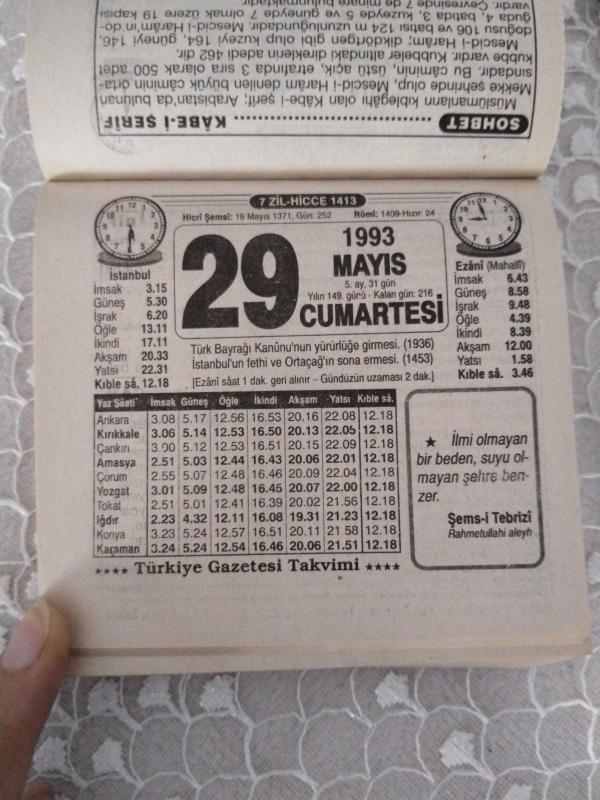 SOHBET ............ KÂBE-İ ŞERİF
Müslümanların kıblegâhı olan Kâbe-i şerif; Arabistan'da bulunan
Mekke şehrinde olup, Mescid-i Harâm denilen büyük câminin orta-
sındadır. Bu câminin, üstü açık, etrafında 3 sıra olarak 500 adet
kubbe vardır. Kubbeler altındaki direklerin adedi 462 dir.
Mescid-i Harâm; dikdörtgen gibi olup kuzeyi 164, güneyi 146,
doğusu 106 ve batısı 124 m uzunluğundadır. Mescid-i Harâm'ın do-
ğuda 4, batıda 3, kuzeyde 5 ve güneyde 7 olmak üzere 19 kapısı
vardır. Çevresinde 7 de minare bulunmaktadır.
7 ZİL-HİCCE 1413
Hicrî Şemsî: 16 Mayıs 1371, Gün: 252 Rûmî: 1409-Hızır: 24
29
1993
MAYIS
5. ay, 31 gün
Yılın 149. günü - Kalan gün: 216
CUMARTESİ
İstanbul
İmsak 3.15
Güneş 5.30
İşrak 6.20
Öğle 13.11
İkindi 17.11
Akşam 20.33
Yatsı 22.31
Kıble sâ. 12.18
Ezânî (Mahallî)
İmsak 6.43
Güneş 8.58
İşrak 9.48
Öğle 4.39
İkindi 8.39
Akşam 12.00
Yatsı 1.58
Kıble sâ. 3.46
Türk Bayrağı Kanûnu'nun yürürlüğe girmesi. (1936)
İstanbul'un fethi ve Ortaçağ'ın sona ermesi. (1453)
[Ezânî sâat 1 dak. geri alınır – Gündüzün uzaması 2 dak.]
Yaz Sâati İmsak Güneş Öğle İkindi Akşam Yatsı Kıble sâ.
Ankara 3.08 5.17 12.56 16.53 20.16 22.08 12.18
Kırıkkale 3.06 5.14 12.53 16.50 20.13 22.05 12.18
Çankırı 3.00 5.12 12.53 16.51 20.15 22.09 12.18
Amasya 2.51 5.03 12.44 16.43 20.06 22.01 12.18
Çorum 2.55 5.07 12.48 16.46 20.09 22.04 12.18
Yozgat 3.01 5.09 12.48 16.45 20.07 22.00 12.18
Tokat 2.51 5.01 12.41 16.39 20.02 21.56 12.18
Iğdır 2.23 4.32 12.11 16.08 19.31 21.23 12.18
Konya 3.23 5.24 12.57 16.51 20.11 21.58 12.18
Karaman 3.24 5.24 12.54 16.46 20.06 21.51 12.18
★ İlmi olmayan
bir beden, suyu ol-
mayan şehre ben-
zer.
Şems-i Tebrîzî
Rahmetullahi aleyh
★★★★ Türkiye Gazetesi Takvimi ★★★★